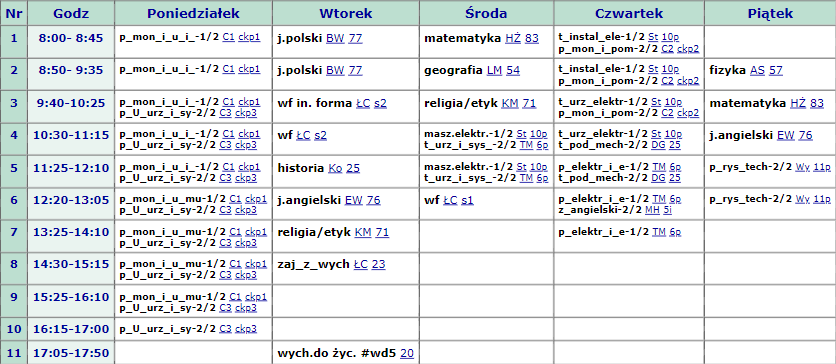 Nr Godz Poniedziałek Wtorek Środa Czwartek Piątek
1 8:00- 8:45 p_mon_i_u_i_-1/2 C1 ckp1 j.polski BW 77 matematyka HŻ 83 t_instal_ele-1/2 St 10p
p_mon_i_pom-2/2 C2 ckp2
2 8:50- 9:35 p_mon_i_u_i_-1/2 C1 ckp1 j.polski BW 77 geografia LM 54 t_instal_ele-1/2 St 10p fizyka AS 57
p_mon_i_pom-2/2 C2 ckp2
3 9:40-10:25 p_mon_i_u_i_-1/2 C1 ckp1 wf in. forma ŁC s2 religia/etyk KM 71 t_urz_elektr-1/2 St 10p matematyka HŻ 83
p_U_urz_i_sy-2/2 C3 ckp3 p_mon_i_pom-2/2 C2 ckp2
4 10:30-11:15 p_mon_i_u_i_-1/2 C1 ckp1 wf ŁC s2 masz.elektr.-1/2 St 10p t_urz_elektr-1/2 St 10p j.angielski EW 76
p_U_urz_i_sy-2/2 C3 ckp3 t_urz_i_sys_-2/2 TM 6p t_pod_mech-2/2 DG 25
5 11:25-12:10 p_mon_i_u_i_-1/2 C1 ckp1 historia Ko 25 masz.elektr.-1/2 St 10p p_elektr_i_e-1/2 TM 6p p_rys_tech-2/2 Wy 11p
p_U_urz_i_sy-2/2 C3 ckp3 t_urz_i_sys_-2/2 TM 6p t_pod_mech-2/2 DG 25
6 12:20-13:05 p_mon_i_u_mu-1/2 C1 ckp1 j.angielski EW 76 wf ŁC s1 p_elektr_i_e-1/2 TM 6p p_rys_tech-2/2 Wy 11p
p_U_urz_i_sy-2/2 C3 ckp3 z_angielski-2/2 MH 5i
7 13:25-14:10 p_mon_i_u_mu-1/2 C1 ckp1 religia/etyk KM 71 p_elektr_i_e-1/2 TM 6p
p_U_urz_i_sy-2/2 C3 ckp3
8 14:30-15:15 p_mon_i_u_mu-1/2 C1 ckp1 zaj_z_wych ŁC 23
p_U_urz_i_sy-2/2 C3 ckp3
9 15:25-16:10 p_mon_i_u_mu-1/2 C1 ckp1
p_U_urz_i_sy-2/2 C3 ckp3
10 16:15-17:00 p_U_urz_i_sy-2/2 C3 ckp3
11 17:05-17:50 wych.do życ. #wd5 20